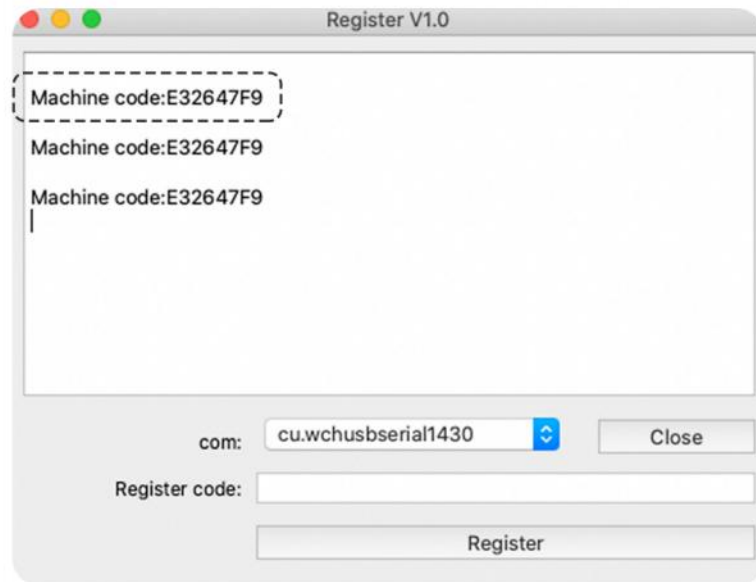 Register V1.0
Machine code:E32647F9
Machine code:E32647F9
Machine code:E32647F9
com: cu.wchusbserial1430 Close
Register code:
Register